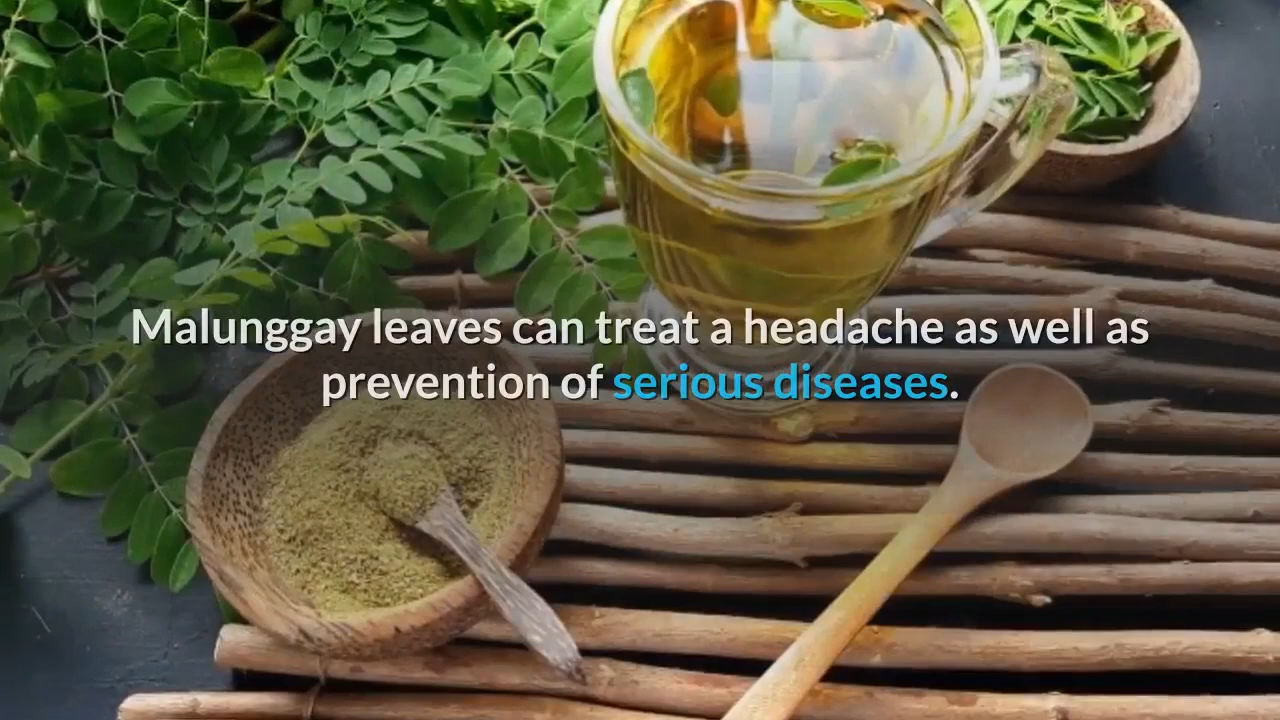 Malunggay leaves can treat a headache as well as
prevention of serious diseases.